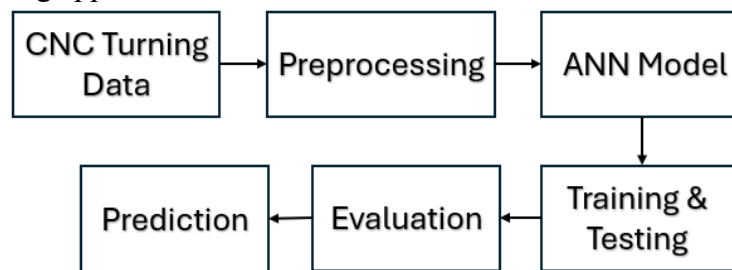 CNC Turning
Data
Preprocessing
ANN Model
Training &
Testing
Evaluation
Prediction